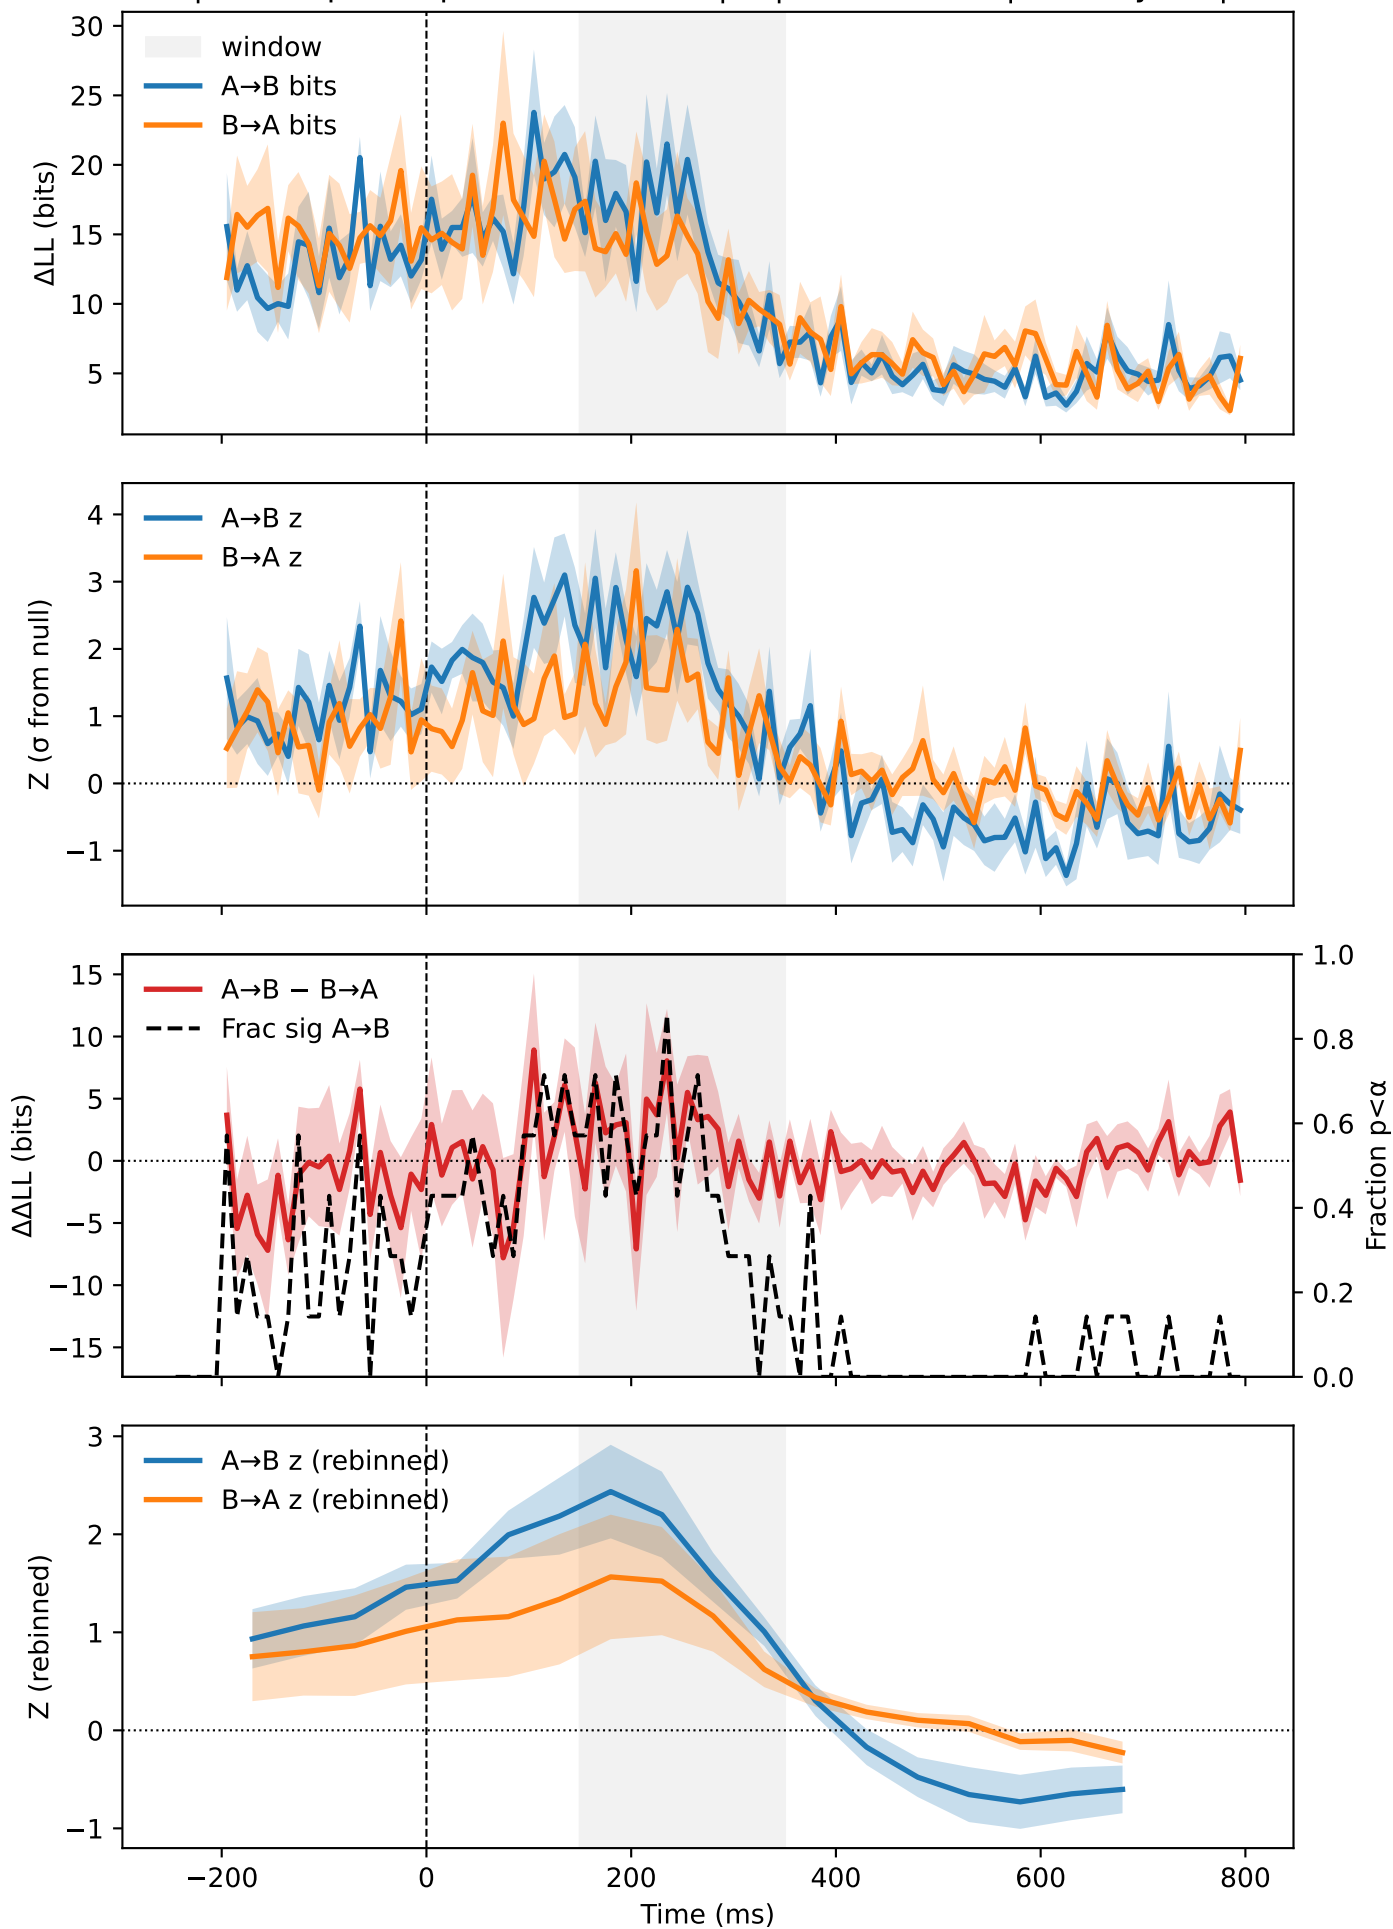 30
25
20
15
10
5
ΔLL (bits)
window
A→B bits
B→A bits
4
3
2
1
0
−1
Z (σ from null)
A→B z
B→A z
15
10
5
0
−5
−10
−15
ΔΔLL (bits)
A→B − B→A
Frac sig A→B
1.0
0.8
0.6
0.4
0.2
0.0
Fraction p<α
3
2
1
0
−1
Z (rebinned)
A→B z (rebinned)
B→A z (rebinned)
−200
0
200
400
600
800
Time (ms)